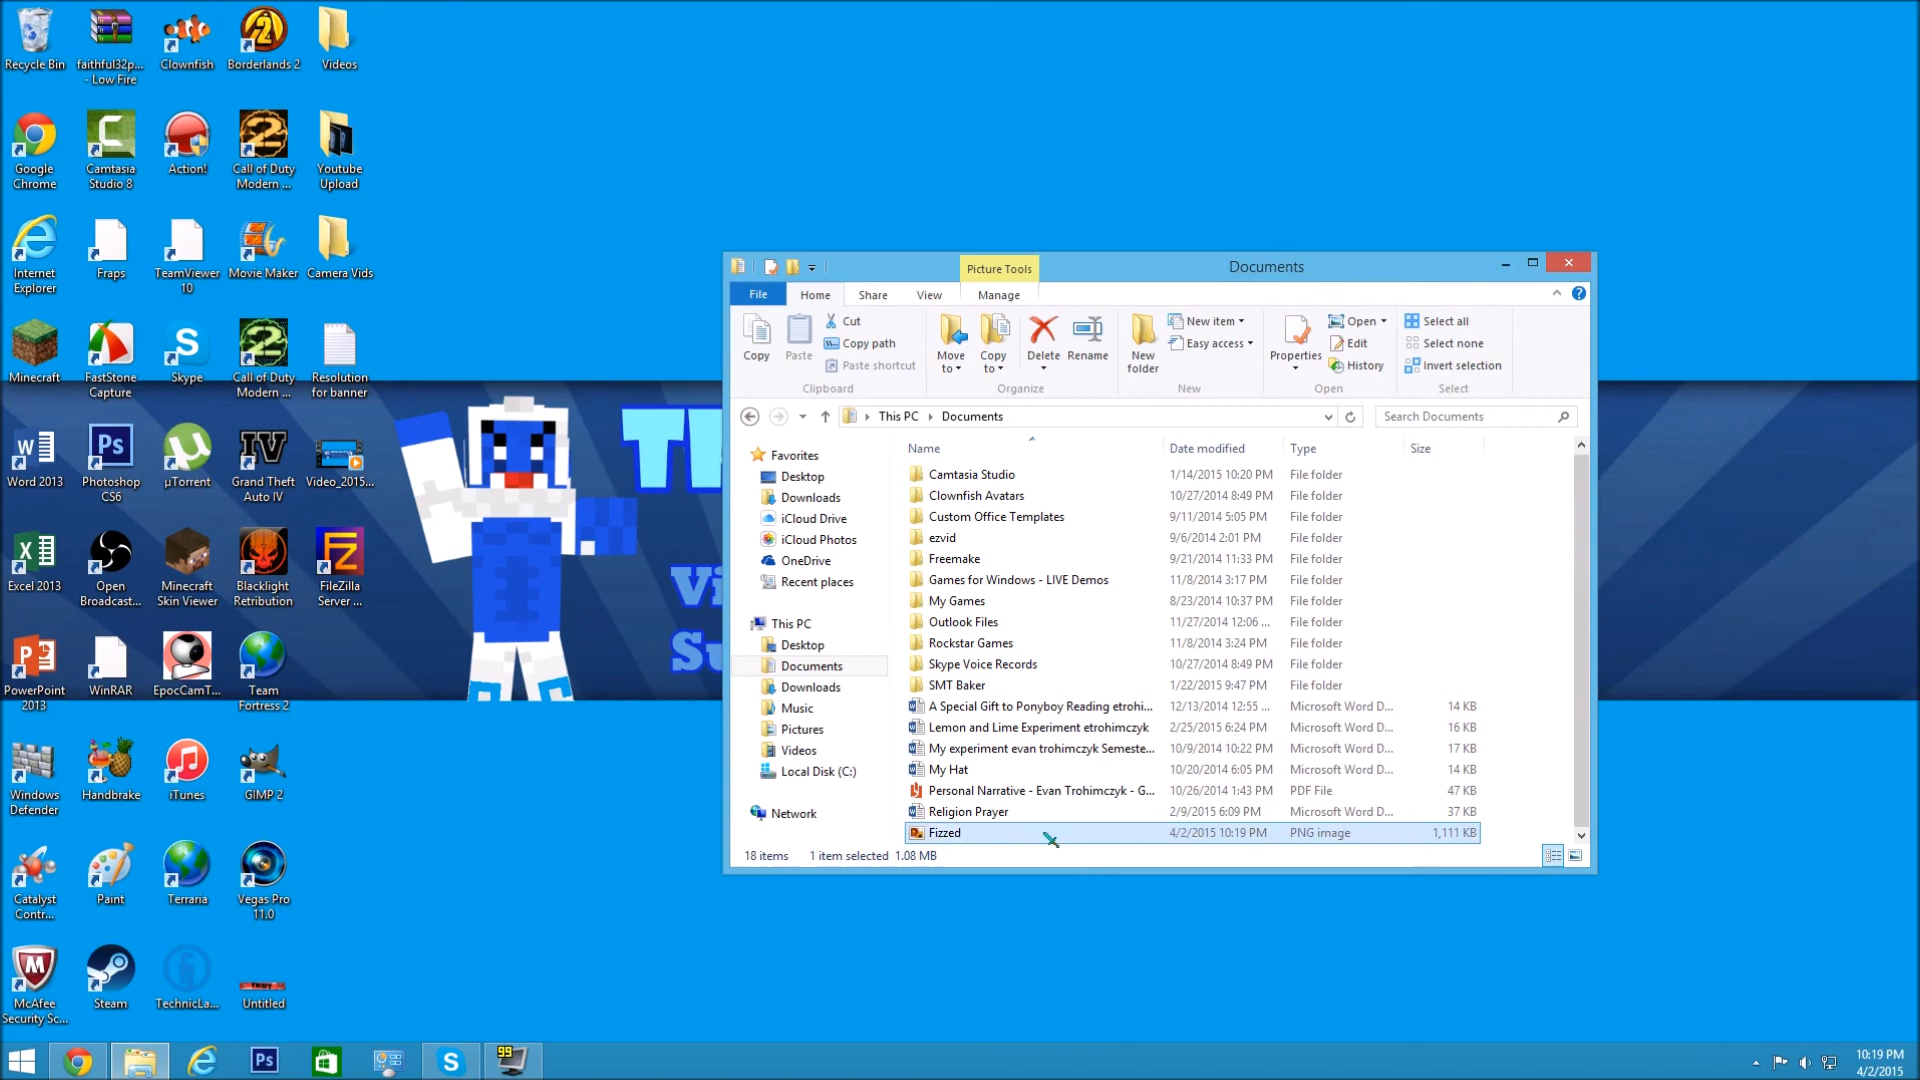 Recycle Bin
faithful32p...
- Low Fire
Clownfish
Borderlands 2
Videos
Google
Chrome
Camtasia
Studio 8
Action!
Call of Duty
Modern ...
Youtube
Upload
Internet
Explorer
Fraps
TeamViewer
10
Movie Maker
Camera Vids
Minecraft
FastStone
Capture
Skype
Call of Duty
Modern ...
Resolution
for banner
Word 2013
Photoshop
CS6
µTorrent
Grand Theft
Auto IV
Video_2015...
Excel 2013
Open
Broadcast...
Minecraft
Skin Viewer
Blacklight
Retribution
FileZilla
Server ...
PowerPoint
2013
WinRAR
EpocCamT...
Team
Fortress 2
Windows
Defender
Handbrake
iTunes
GIMP 2
Catalyst
Contr...
Paint
Terraria
Vegas Pro
11.0
McAfee
Security Sc...
Steam
TechnicLa...
Untitled
Picture Tools
Documents
File
Home
Share
View
Manage
Copy
Paste
Cut
Copy path
Paste shortcut
Clipboard
Move
to
Copy
to
Delete
Rename
Organize
New
folder
New item
Easy access
New
Properties
Open
Edit
History
Open
Select all
Select none
Invert selection
Select
This PC
Documents
Search Documents
Favorites
Desktop
Downloads
iCloud Drive
iCloud Photos
OneDrive
Recent places
This PC
Desktop
Documents
Downloads
Music
Pictures
Videos
Local Disk (C:)
Network
Name Date modified Type Size
Camtasia Studio 1/14/2015 10:20 PM File folder
Clownfish Avatars 10/27/2014 8:49 PM File folder
Custom Office Templates 9/11/2014 5:05 PM File folder
ezvid 9/6/2014 2:01 PM File folder
Freemake 9/21/2014 11:33 PM File folder
Games for Windows - LIVE Demos 11/8/2014 3:17 PM File folder
My Games 8/23/2014 10:37 PM File folder
Outlook Files 11/27/2014 12:06 ... File folder
Rockstar Games 11/8/2014 3:24 PM File folder
Skype Voice Records 10/27/2014 8:49 PM File folder
SMT Baker 1/22/2015 9:47 PM File folder
A Special Gift to Ponyboy Reading etrohi... 12/13/2014 12:55 ... Microsoft Word D... 14 KB
Lemon and Lime Experiment etrohimczyk 2/25/2015 6:24 PM Microsoft Word D... 16 KB
My experiment evan trohimczyk Semeste... 10/9/2014 10:22 PM Microsoft Word D... 17 KB
My Hat 10/20/2014 6:05 PM Microsoft Word D... 14 KB
Personal Narrative - Evan Trohimczyk - G... 10/26/2014 1:43 PM PDF File 47 KB
Religion Prayer 2/9/2015 6:09 PM Microsoft Word D... 37 KB
Fizzed 4/2/2015 10:19 PM PNG image 1,111 KB
18 items 1 item selected 1.08 MB
10:19 PM
4/2/2015